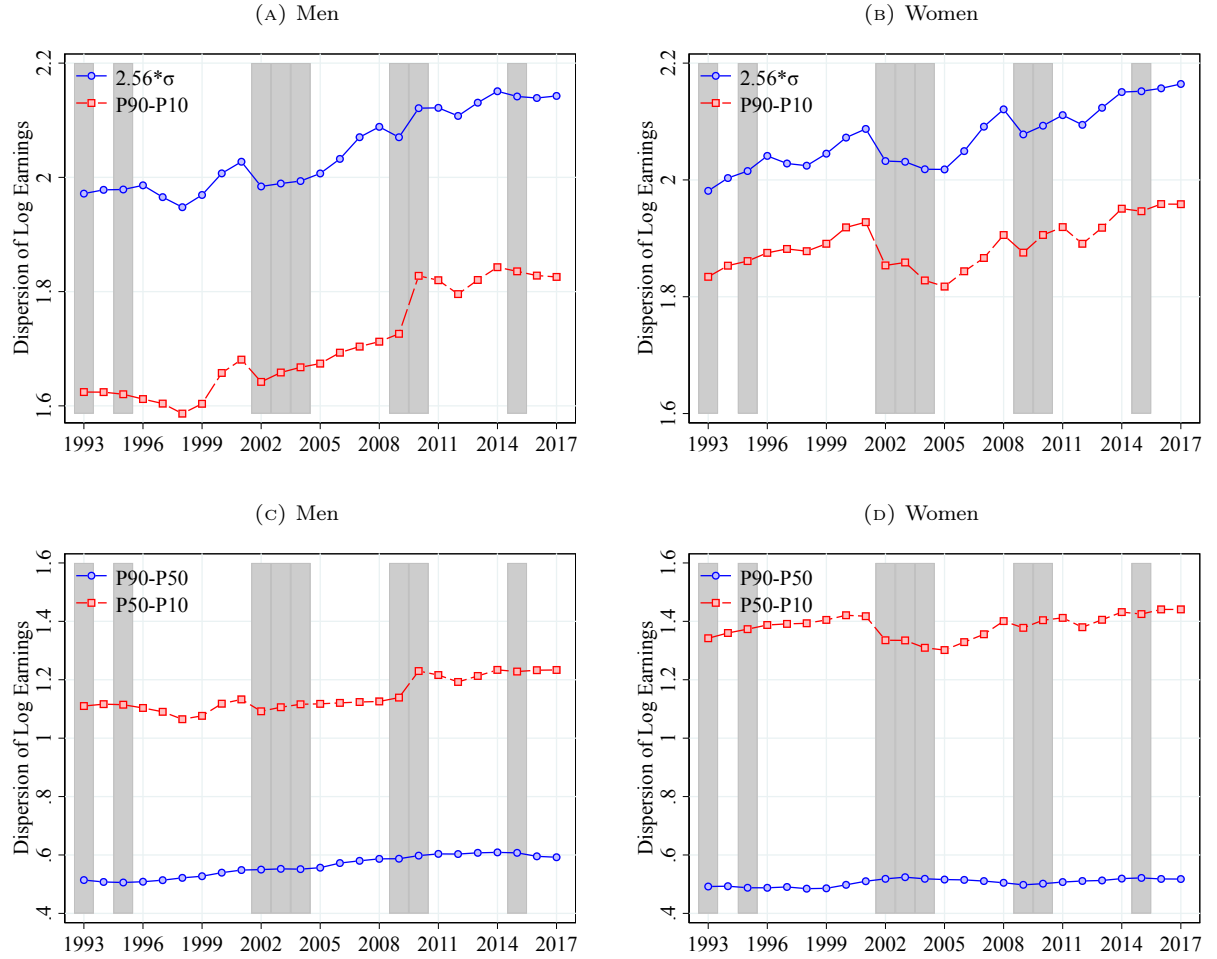 (A) Men
Dispersion of Log Earnings
2.2
2
1.8
1.6
2.56*σ
P90-P10
1993 1996 1999 2002 2005 2008 2011 2014 2017
(B) Women
Dispersion of Log Earnings
2.2
2
1.8
1.6
2.56*σ
P90-P10
1993 1996 1999 2002 2005 2008 2011 2014 2017
(C) Men
Dispersion of Log Earnings
1.6
1.4
1.2
1
.8
.6
.4
P90-P50
P50-P10
1993 1996 1999 2002 2005 2008 2011 2014 2017
(D) Women
Dispersion of Log Earnings
1.6
1.4
1.2
1
.8
.6
.4
P90-P50
P50-P10
1993 1996 1999 2002 2005 2008 2011 2014 2017